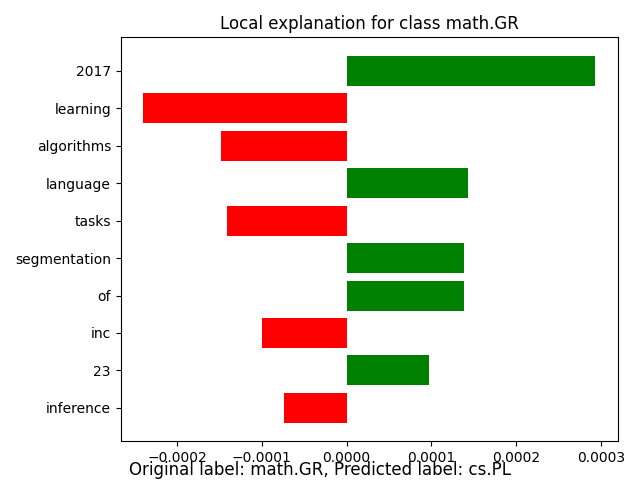 Local explanation for class math.GR
2017
learning
algorithms
language
tasks
segmentation
of
inc
23
inference
−0.0002 −0.0001 0.0000 0.0001 0.0002 0.0003
Original label: math.GR, Predicted label: cs.PL